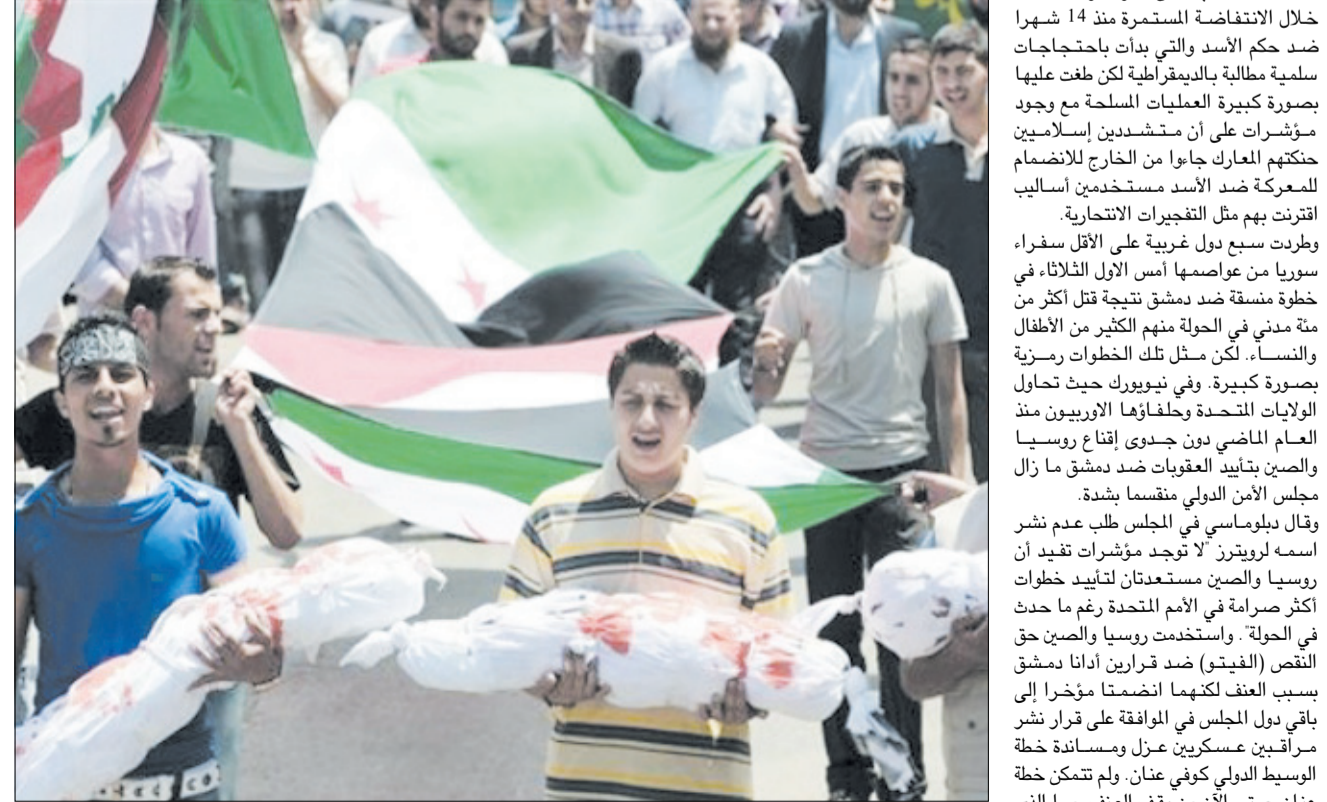 خلال الانتفاضة المستمرة منذ 14 شهرا
ضد حكم الأسد والتي بدأت باحتجاجات
سلمية مطالبة بالديمقراطية لكن طغت عليها
بصورة كبيرة العمليات المسلحة مع وجود
مؤشرات على أن متشددين إسلاميين
حنكتهم المعارك جاءوا من الخارج للانضمام
للمعركة ضد الأسد مستخدمين أساليب
اقترنت بهم مثل التفجيرات الانتحارية.
وطردت سبع دول غربية على الأقل سفراء
سوريا من عواصمها أمس الاول الثلاثاء في
خطوة منسقة ضد دمشق نتيجة قتل أكثر من
مئة مدني في الحولة منهم الكثير من الأطفال
والنساء. لكن مثل تلك الخطوات رمزية
بصورة كبيرة. وفي نيويورك حيث تحاول
الولايات المتحدة وحلفاؤها الاوربيون منذ
العام الماضي دون جدوى إقناع روسيا
والصين بتأييد العقوبات ضد دمشق ما زال
مجلس الأمن الدولي منقسما بشدة.
وقال دبلوماسي في المجلس طلب عدم نشر
اسمه لرويترز "لا توجد مؤشرات تفيد أن
روسيا والصين مستعدتان لتأييد خطوات
أكثر صرامة في الأمم المتحدة رغم ما حدث
في الحولة". واستخدمت روسيا والصين حق
النقص (الفيتو) ضد قرارين أدانا دمشق
بسبب العنف لكنهما انضمتا مؤخرا إلى
باقي دول المجلس في الموافقة على قرار نشر
مراقبين عسكريين عزل ومساندة خطة
الوسيط الدولي كوفي عنان. ولم تتمكن خطة